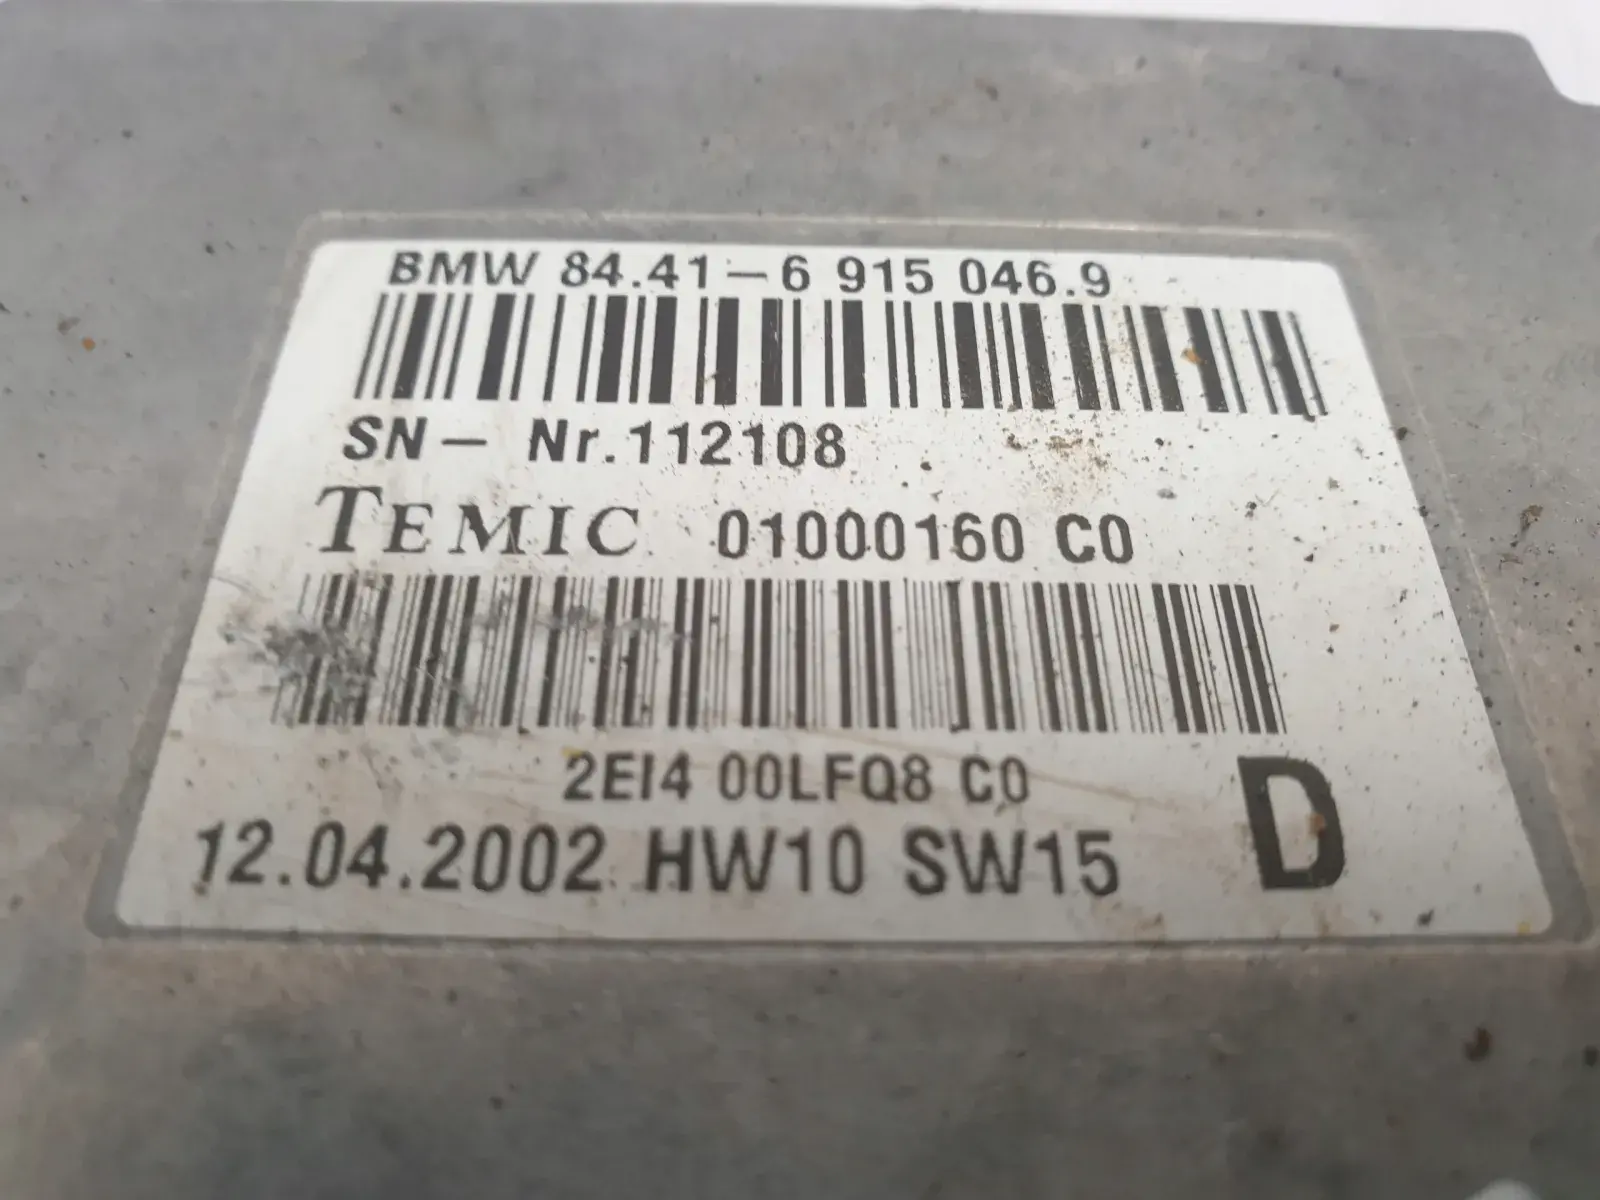 BMW 84.41-6 915 046.9
SN- Nr.112108
TEMIC 01000160 C0
2EI4 00LFQ8 C0
12.04.2002 HW10 SW15 D